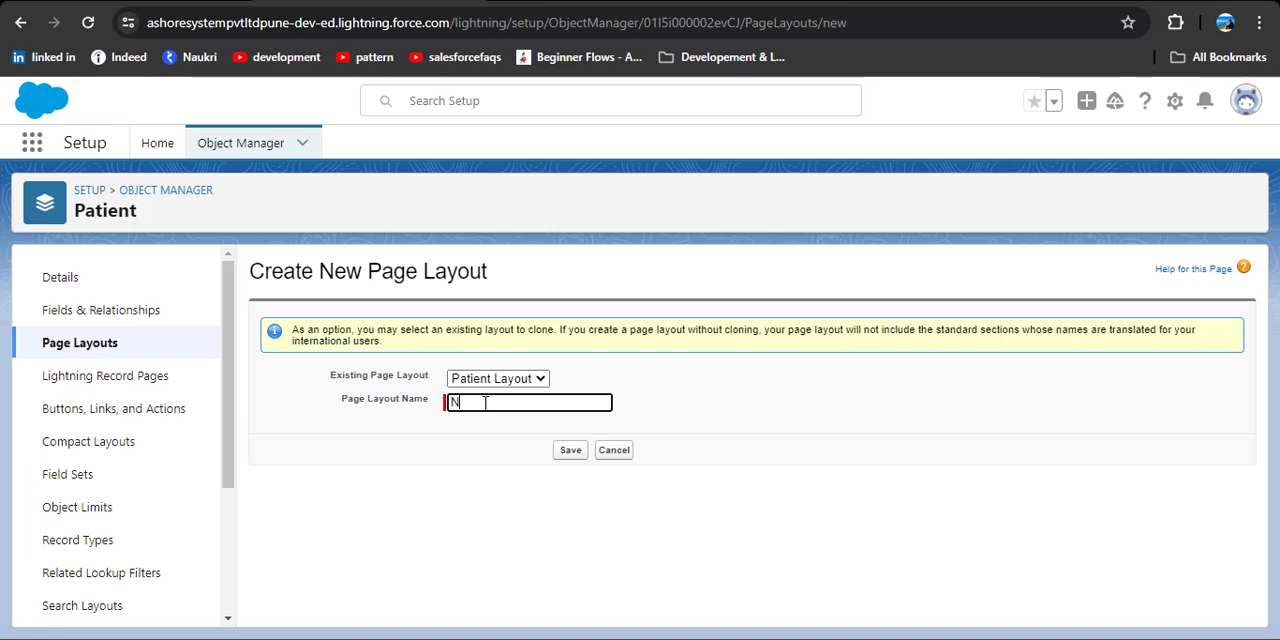 ashoresystempvtltdpune-dev-ed.lightning.force.com/lightning/setup/ObjectManager/01I5i000002evCJ/PageLayouts/new
in linked in
Indeed
Naukri
development
pattern
salesforcefaqs
Beginner Flows - A...
Developement & L...
All Bookmarks
Search Setup
Setup
Home
Object Manager
SETUP > OBJECT MANAGER
Patient
Details
Fields & Relationships
Page Layouts
Lightning Record Pages
Buttons, Links, and Actions
Compact Layouts
Field Sets
Object Limits
Record Types
Related Lookup Filters
Search Layouts
Create New Page Layout
Help for this Page ?
As an option, you may select an existing layout to clone. If you create a page layout without cloning, your page layout will not include the standard sections whose names are translated for your
international users.
Existing Page Layout Patient Layout
Page Layout Name N
Save Cancel